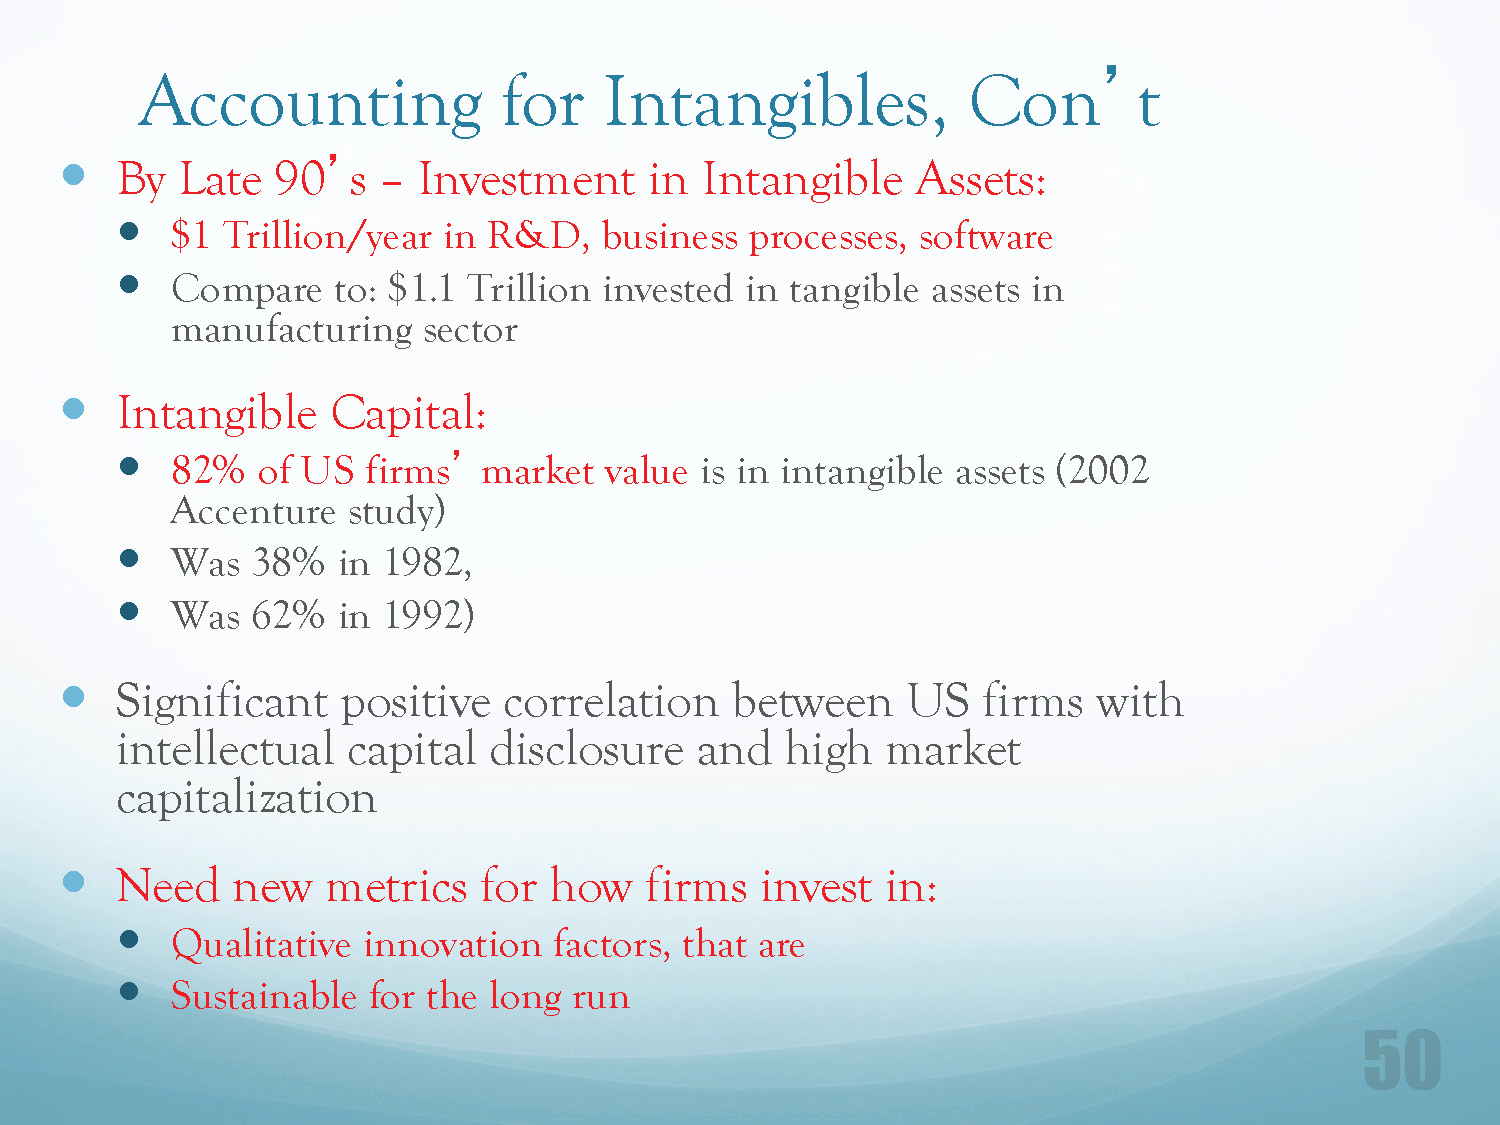 Accounting for Intangibles, Con’t
• By Late 90’s – Investment in Intangible Assets:
• $1 Trillion/year in R&D, business processes, software
• Compare to: $1.1 Trillion invested in tangible assets in
manufacturing sector
• Intangible Capital:
• 82% of US firms’ market value is in intangible assets (2002
Accenture study)
• Was 38% in 1982,
• Was 62% in 1992)
• Significant positive correlation between US firms with
intellectual capital disclosure and high market
capitalization
• Need new metrics for how firms invest in:
• Qualitative innovation factors, that are
• Sustainable for the long run
50